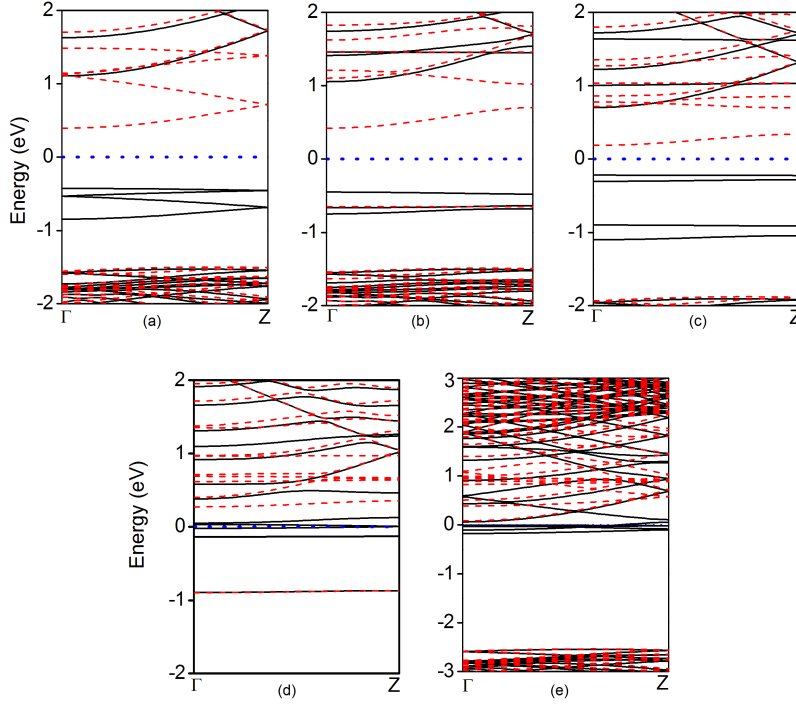 2 2 2
1 1 1
Energy (eV)
0 0 0
-1 -1 -1
-2 -2 -2
Γ (a) Z (b) Z Γ (c) Z
2 3
2
1
1
Energy (eV)
0 0
-1
-1
-2
-2 -3
Γ (d) Z Γ (e) Z